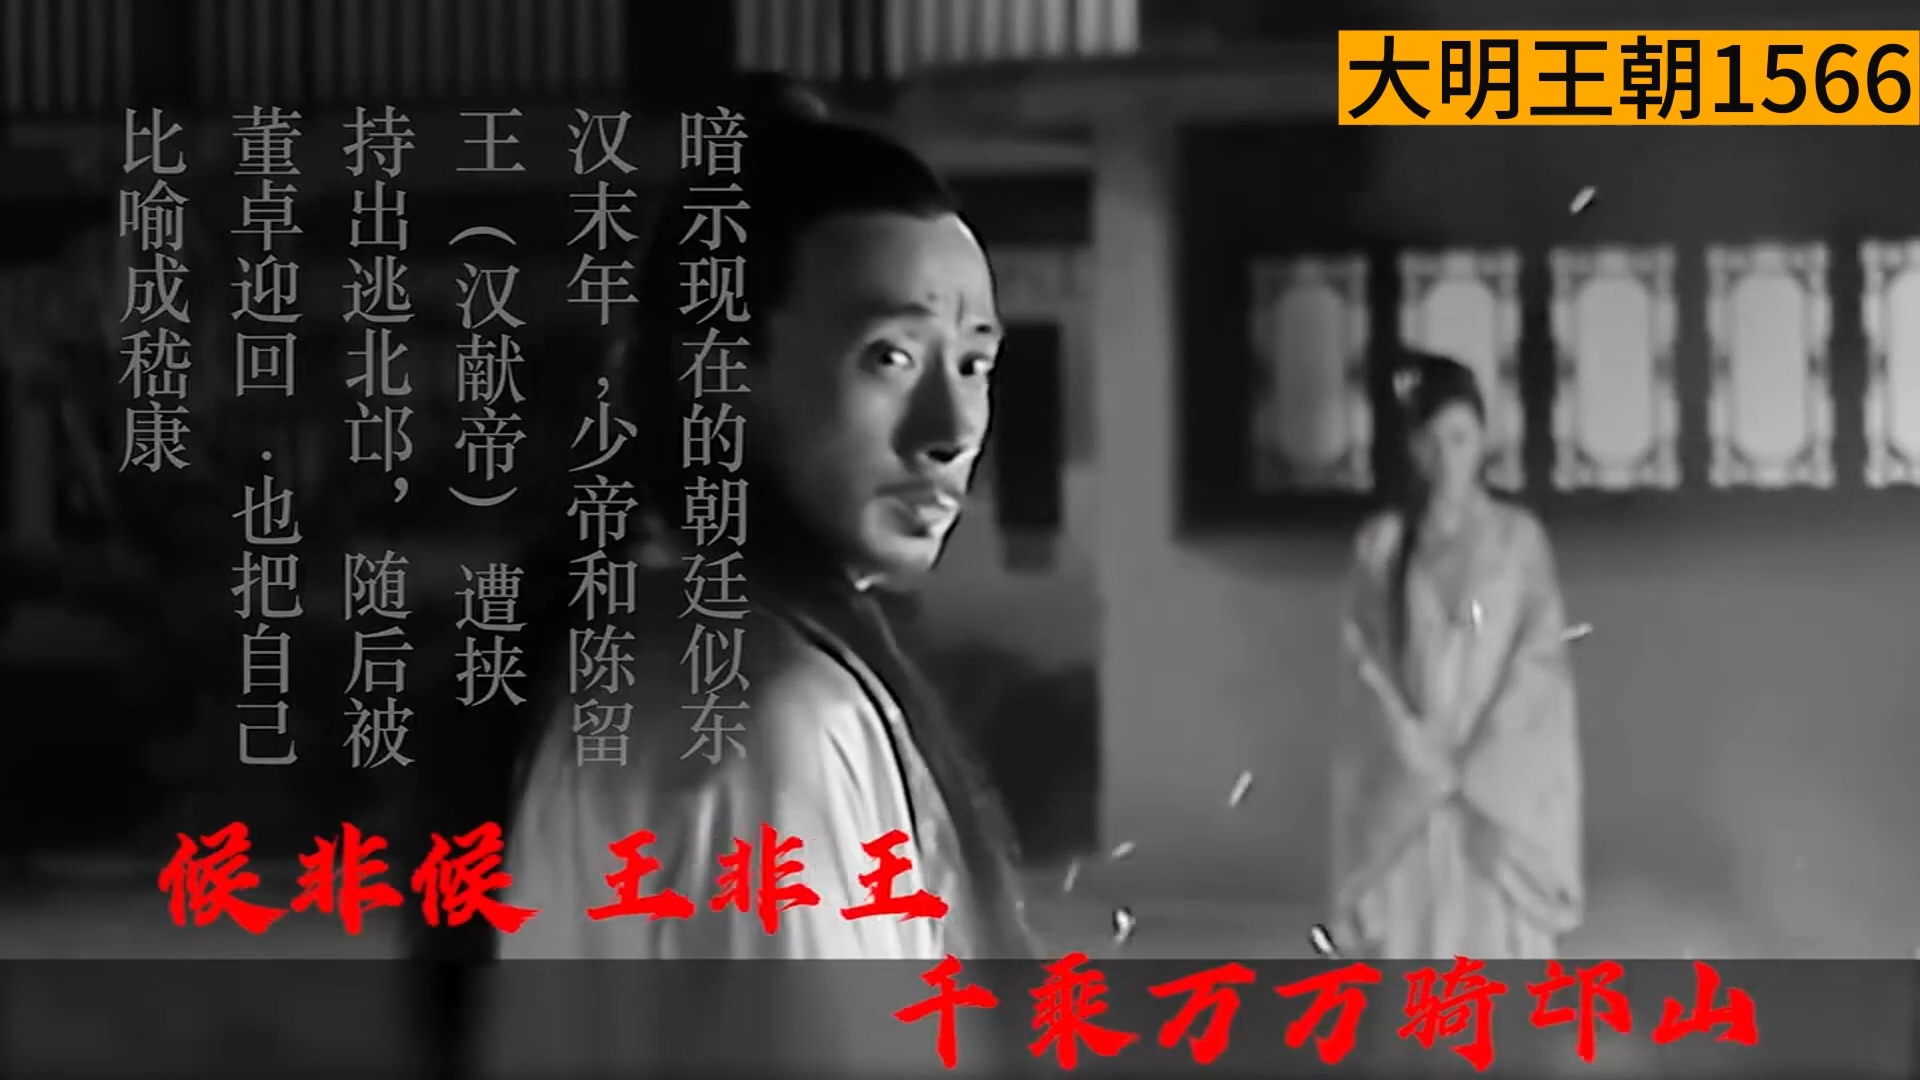 大明王朝1566
暗示现在的朝廷似东
汉末年,少帝和陈留
王(汉献帝) 遭挟
持出逃北邙，随后被
董卓迎回.也把自己
比喻成嵇康
候非候 王非王
千乘万万骑邙山